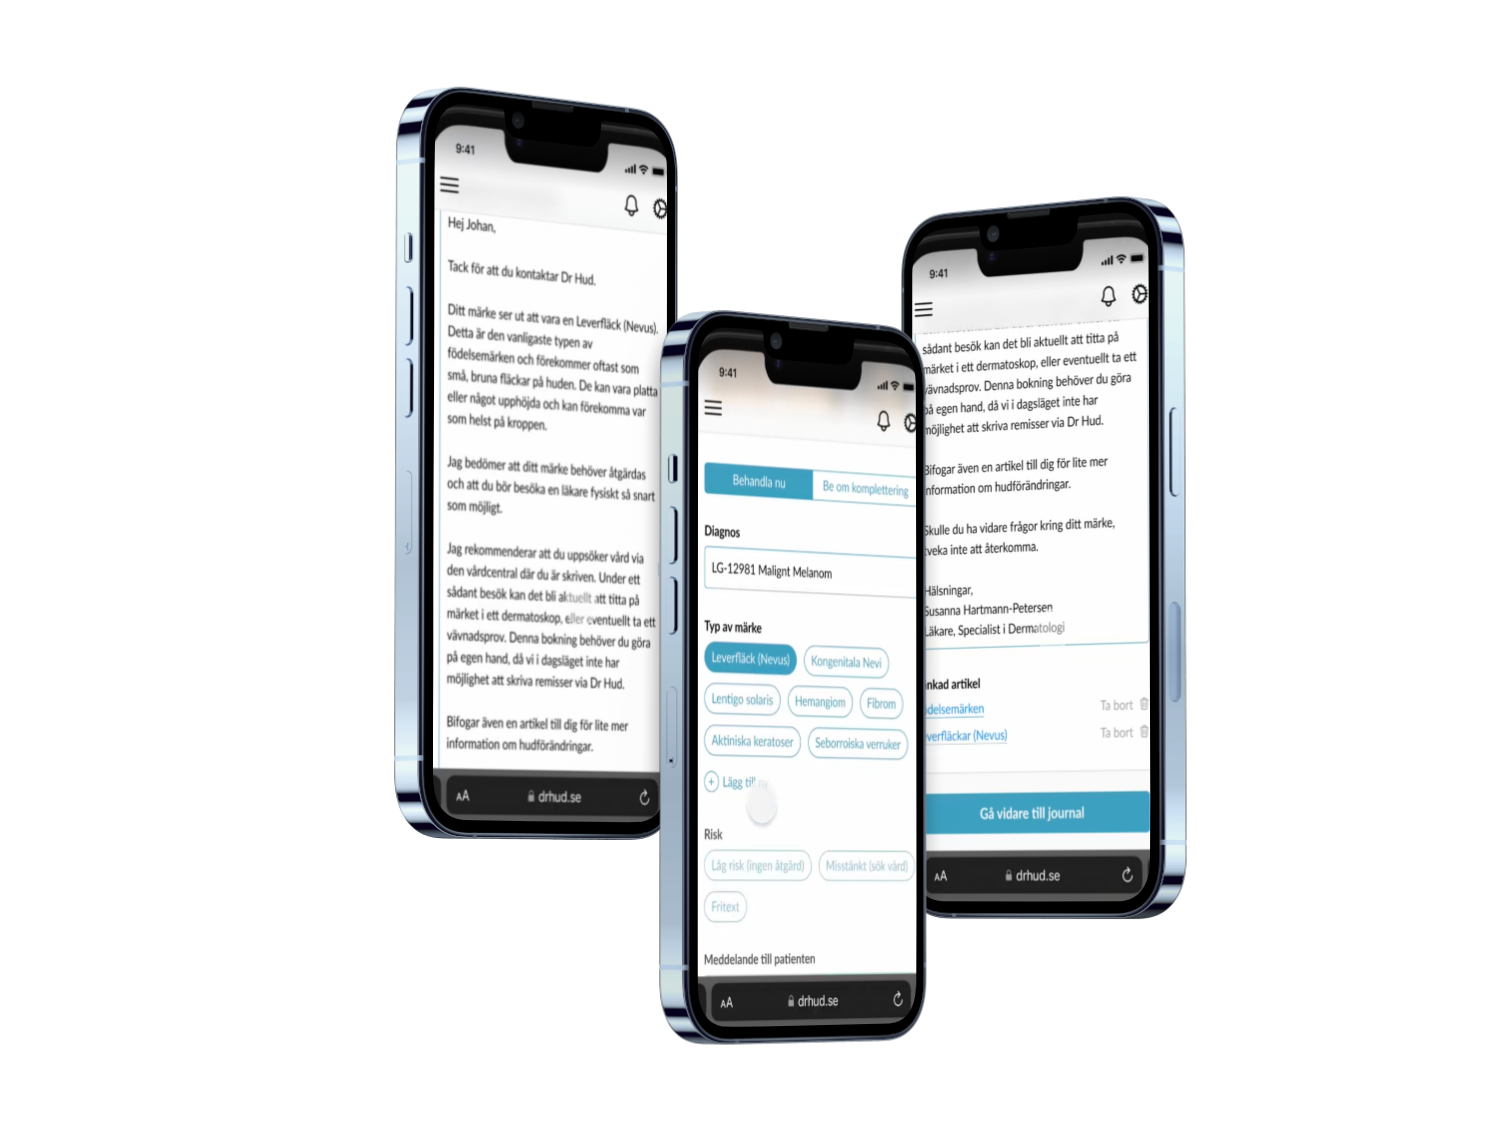 9:41
Hej Johan,
Tack för att du kontaktar Dr Hud.
Ditt märke ser ut att vara en Leverfläck (Nevus).
Detta är den vanligaste typen av
födelsemärken och förekommer oftast som
små, bruna fläckar på huden. De kan vara platta
eller något upphöjda och kan förekomma var
som helst på kroppen.
Jag bedömer att ditt märke behöver åtgärdas
och att du bör besöka en läkare fysiskt så snart
som möjligt.
Jag rekommenderar att du uppsöker vård via
den vårdcentral där du är skriven. Under ett
sådant besök kan det bli aktuellt att titta på
märket i ett dermatoskop, eller eventuellt ta ett
vävnadsprov. Denna bokning behöver du göra
på egen hand, då vi i dagsläget inte har
möjlighet att skriva remisser via Dr Hud.
Bifogar även en artikel till dig för lite mer
information om hudförändringar.
AA drhud.se
9:41
Behandla nu Be om komplettering
Diagnos
LG-12981 Malignt Melanom
Typ av märke
Leverfläck (Nevus) Kongenitala Nevi
Lentigo solaris Hemangiom Fibrom
Aktiniska keratoser Seborroiska verruker
+ Lägg till
Risk
Låg risk (ingen åtgärd) Misstänkt (sök vård)
Fritext
Meddelande till patienten
AA drhud.se
9:41
sådant besök kan det bli aktuellt att titta på
märket i ett dermatoskop, eller eventuellt ta ett
vävnadsprov. Denna bokning behöver du göra
på egen hand, då vi i dagsläget inte har
möjlighet att skriva remisser via Dr Hud.
Bifogar även en artikel till dig för lite mer
information om hudförändringar.
Skulle du ha vidare frågor kring ditt märke,
tveka inte att återkomma.
Hälsningar,
Susanna Hartmann-Petersen
Läkare, Specialist i Dermatologi
nkad artikel
delsemärken Ta bort
verfläckar (Nevus) Ta bort
Gå vidare till journal
AA drhud.se